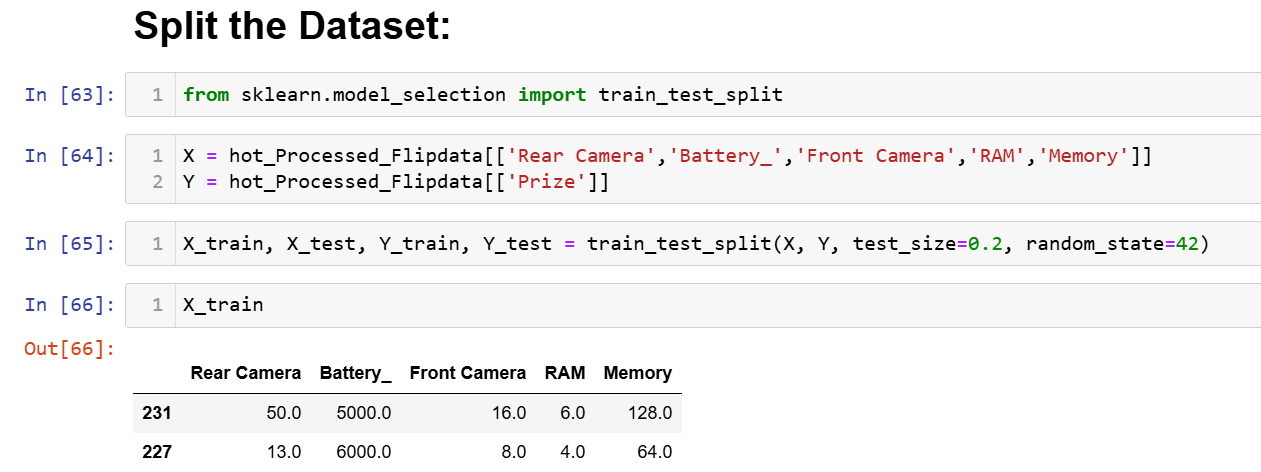 Split the Dataset:
In [63]: 1 from sklearn.model_selection import train_test_split
In [64]: 1 X = hot_Processed_Flipdata[['Rear Camera','Battery_','Front Camera','RAM','Memory']]
2 Y = hot_Processed_Flipdata[['Prize']]
In [65]: 1 X_train, X_test, Y_train, Y_test = train_test_split(X, Y, test_size=0.2, random_state=42)
In [66]: 1 X_train
Out[66]:
Rear Camera Battery_ Front Camera RAM Memory
231 50.0 5000.0 16.0 6.0 128.0
227 13.0 6000.0 8.0 4.0 64.0